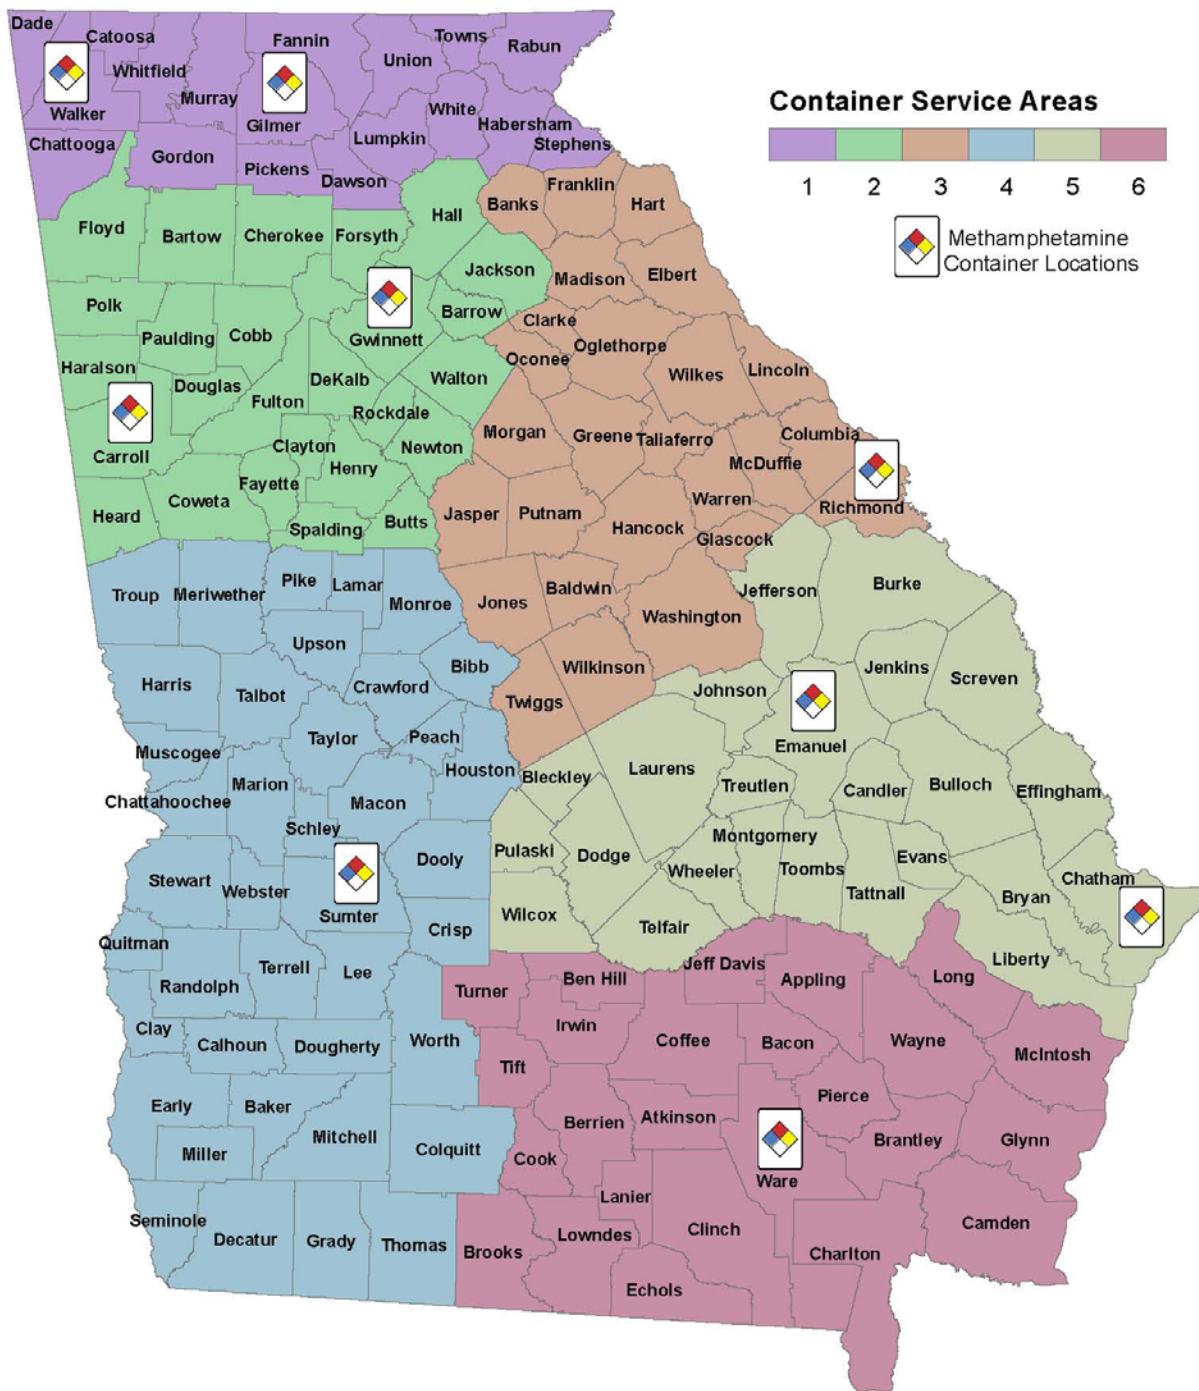 Dade
Catoosa
Whitfield
Walker
Murray
Fannin
Gilmer
Union
Towns
Rabun
White
Habersham
Stephens
Lumpkin
Chattooga
Gordon
Pickens
Dawson
Container Service Areas
1 2 3 4 5 6
Methamphetamine
Container Locations
Floyd
Bartow
Cherokee
Forsyth
Hall
Banks
Franklin
Hart
Jackson
Madison
Elbert
Polk
Paulding
Cobb
Gwinnett
Barrow
Clarke
Oconee
Oglethorpe
Wilkes
Lincoln
Haralson
Douglas
Fulton
DeKalb
Walton
Rockdale
Newton
Carroll
Clayton
Henry
Fayette
Morgan
Greene
Taliaferro
Columbia
McDuffie
Warren
Richmond
Heard
Coweta
Spalding
Butts
Jasper
Putnam
Hancock
Glascock
Troup
Meriwether
Pike
Lamar
Monroe
Jones
Baldwin
Washington
Jefferson
Burke
Upson
Bibb
Wilkinson
Twiggs
Johnson
Jenkins
Screven
Harris
Talbot
Crawford
Taylor
Peach
Houston
Emanuel
Muscogee
Marion
Macon
Bleckley
Laurens
Treutlen
Candler
Bulloch
Effingham
Chattahoochee
Schley
Dooly
Pulaski
Dodge
Wheeler
Montgomery
Toombs
Tattnall
Evans
Bryan
Chatham
Stewart
Webster
Sumter
Crisp
Wilcox
Telfair
Liberty
Quitman
Randolph
Terrell
Lee
Turner
Ben Hill
Jeff Davis
Appling
Long
Clay
Calhoun
Dougherty
Worth
Irwin
Tift
Coffee
Bacon
Wayne
McIntosh
Early
Baker
Mitchell
Miller
Colquitt
Cook
Berrien
Atkinson
Pierce
Brantley
Glynn
Ware
Seminole
Decatur
Grady
Thomas
Brooks
Lanier
Lowndes
Clinch
Echols
Charlton
Camden